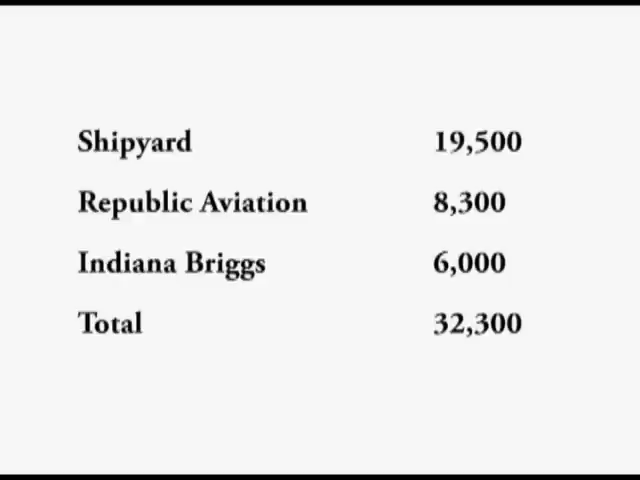 Shipyard 19,500
Republic Aviation 8,300
Indiana Briggs 6,000
Total 32,300